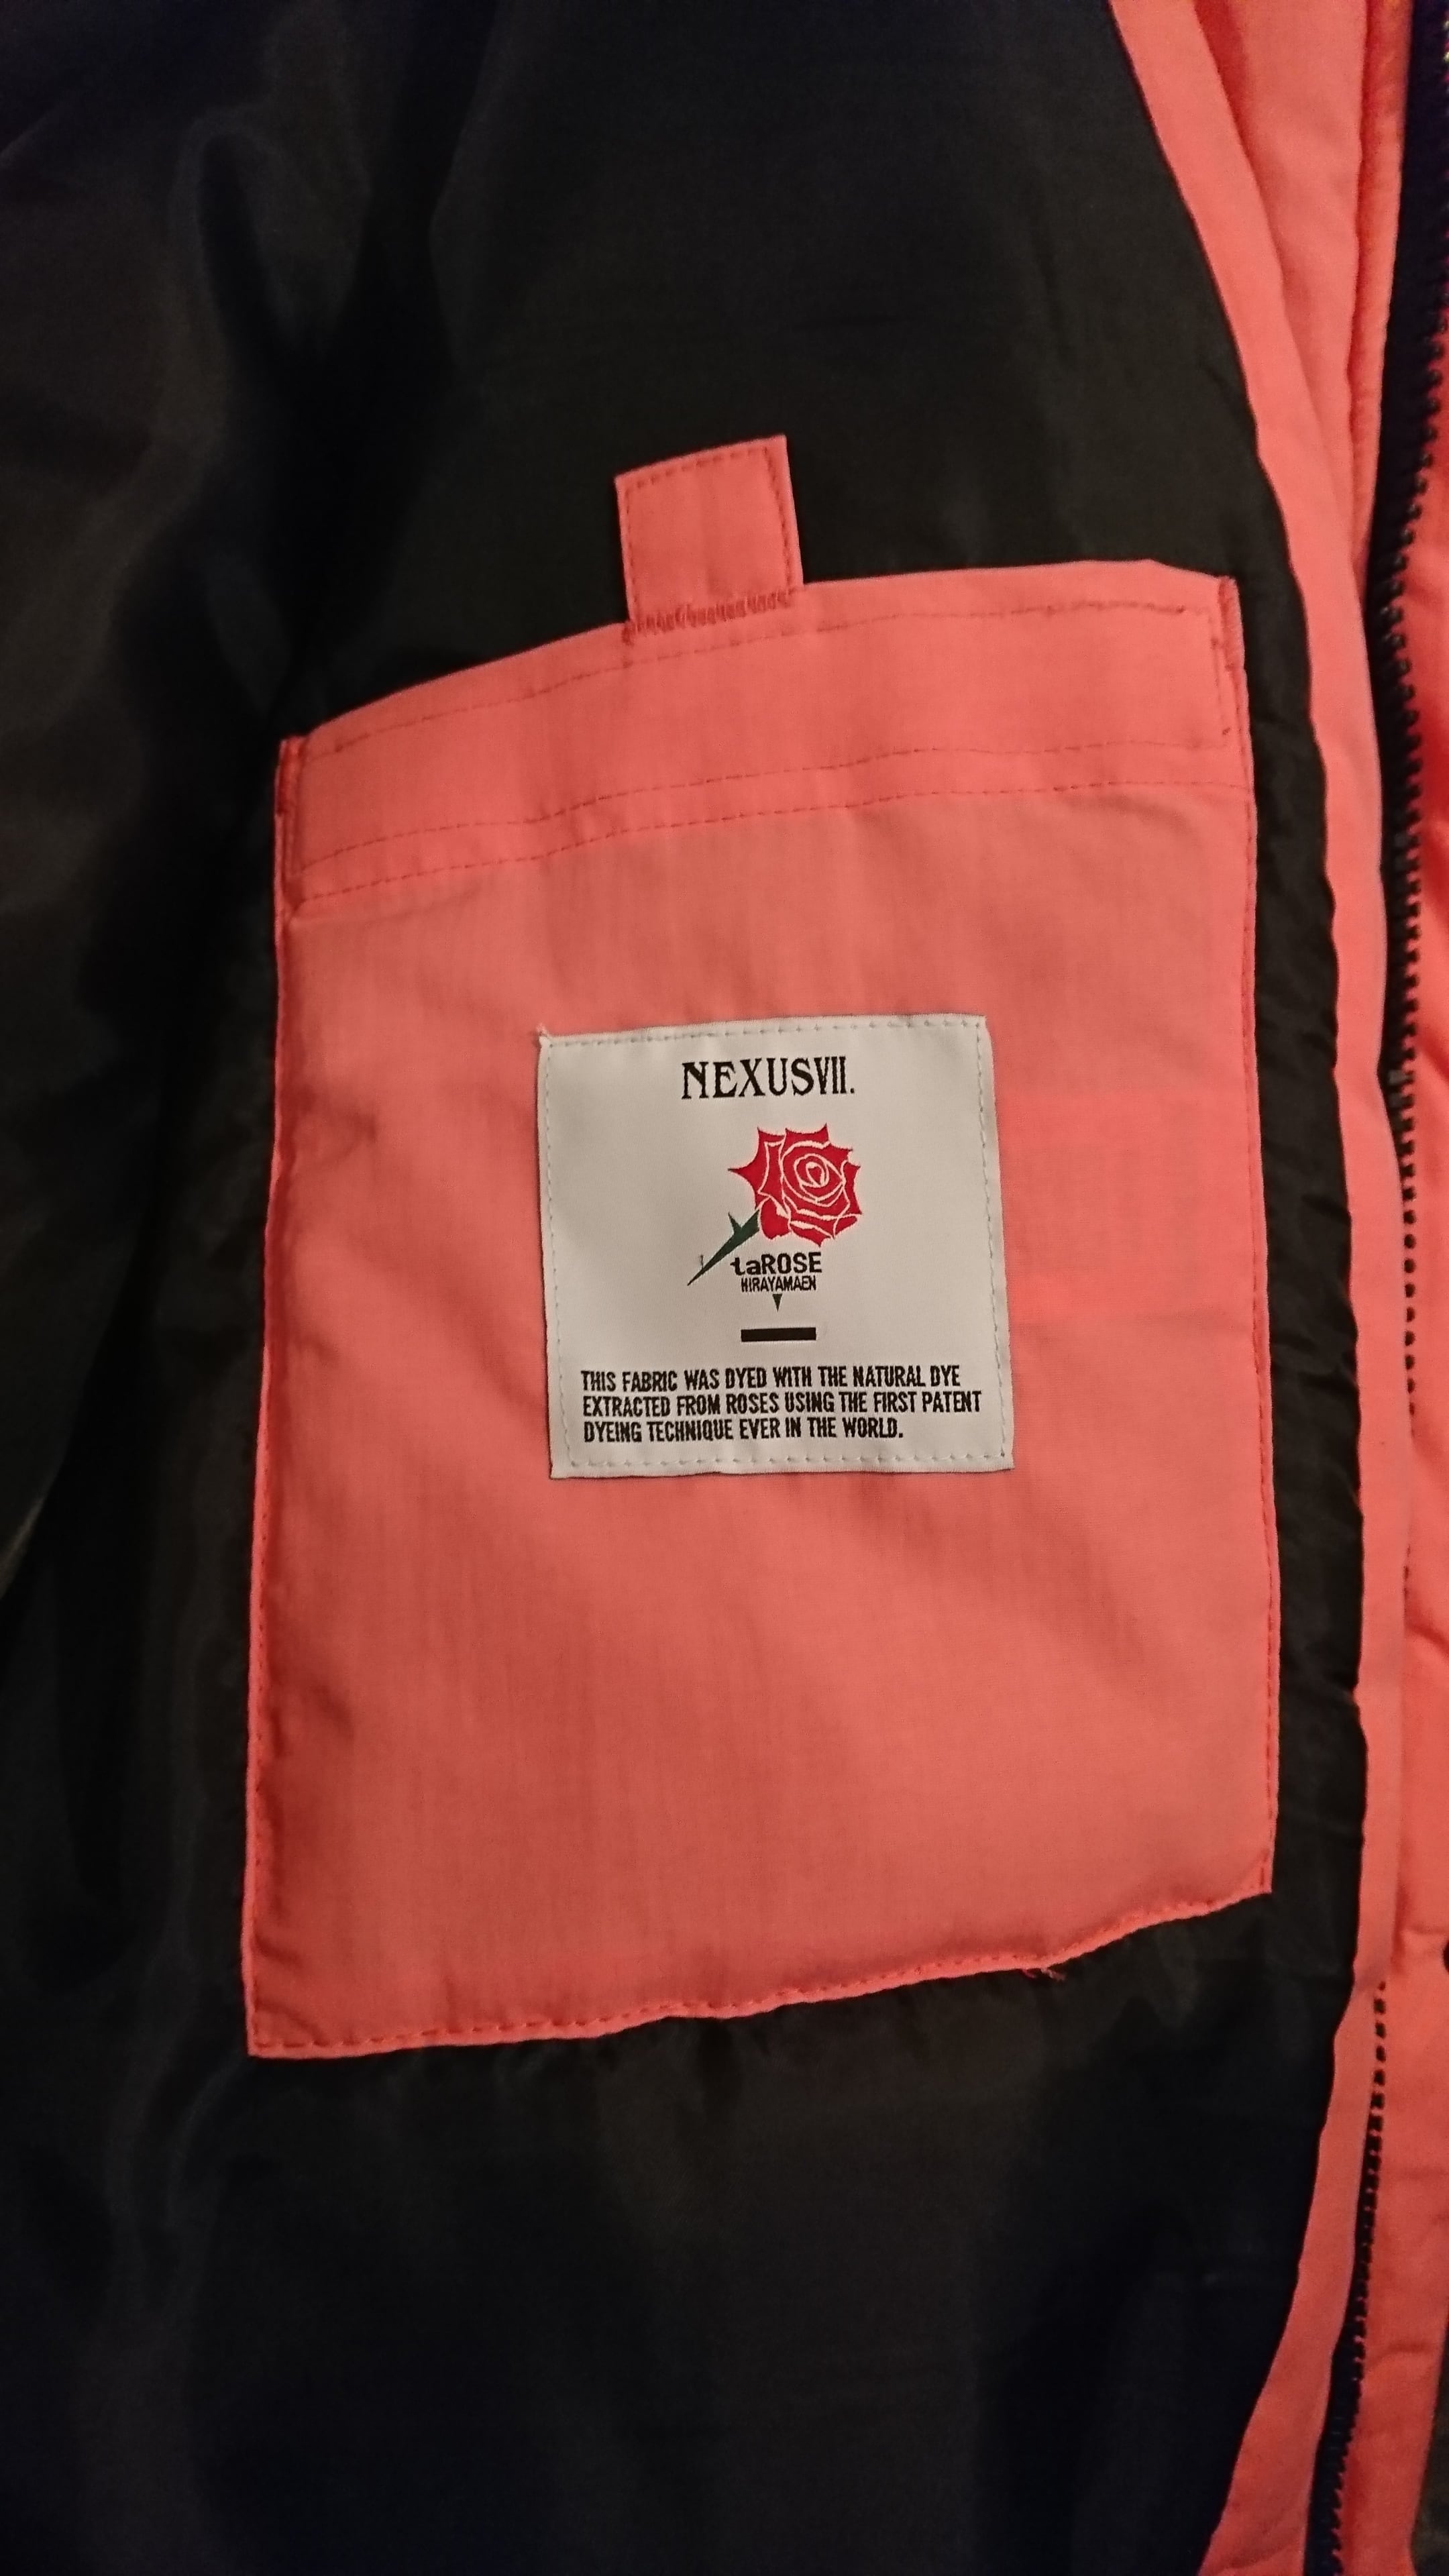 NEXUSVII.
LaROSE
HIRAYAMAEN
THIS FABRIC WAS DYED WITH THE NATURAL DYE
EXTRACTED FROM ROSES USING THE FIRST PATENT
DYEING TECHNIQUE EVER IN THE WORLD.